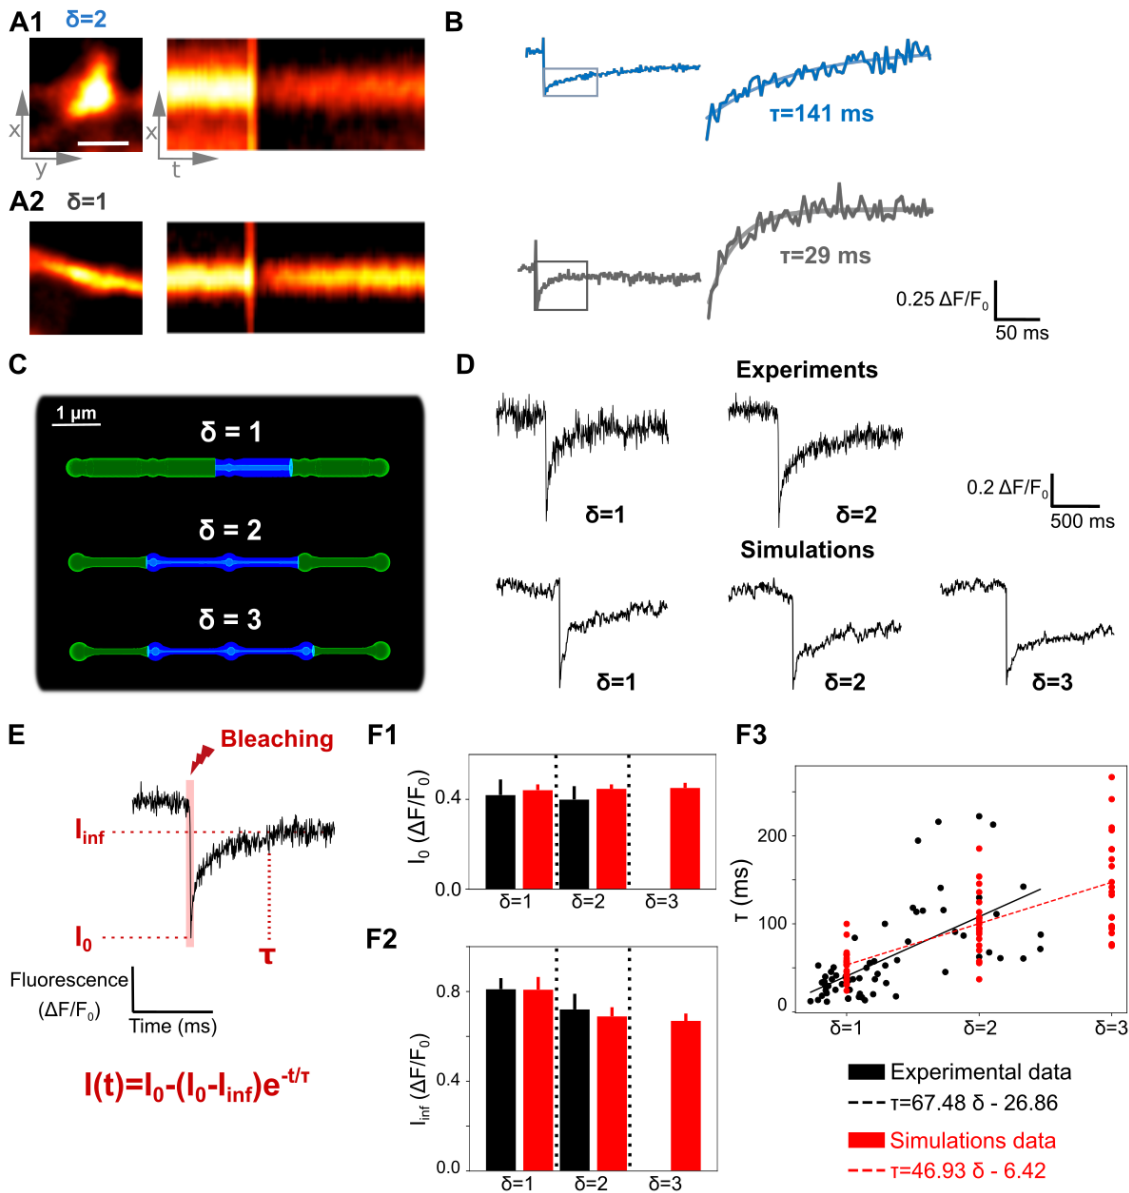 A1 δ=2
x
y
x
t
A2 δ=1
B
τ=141 ms
τ=29 ms
0.25 ΔF/F₀
50 ms
C
1 µm
δ = 1
δ = 2
δ = 3
D
Experiments
δ=1
δ=2
0.2 ΔF/F₀
500 ms
Simulations
δ=1
δ=2
δ=3
E
Bleaching
I_inf
I₀
τ
Fluorescence
(ΔF/F₀)
Time (ms)
I(t)=I₀-(I₀-I_inf)e^-t/τ
F1
I₀ (ΔF/F₀)
0.4
0.0
δ=1
δ=2
δ=3
F2
I_inf (ΔF/F₀)
0.8
0.4
0.0
δ=1
δ=2
δ=3
F3
τ (ms)
200
100
0
δ=1
δ=2
δ=3
Experimental data
τ=67.48 δ - 26.86
Simulations data
τ=46.93 δ - 6.42